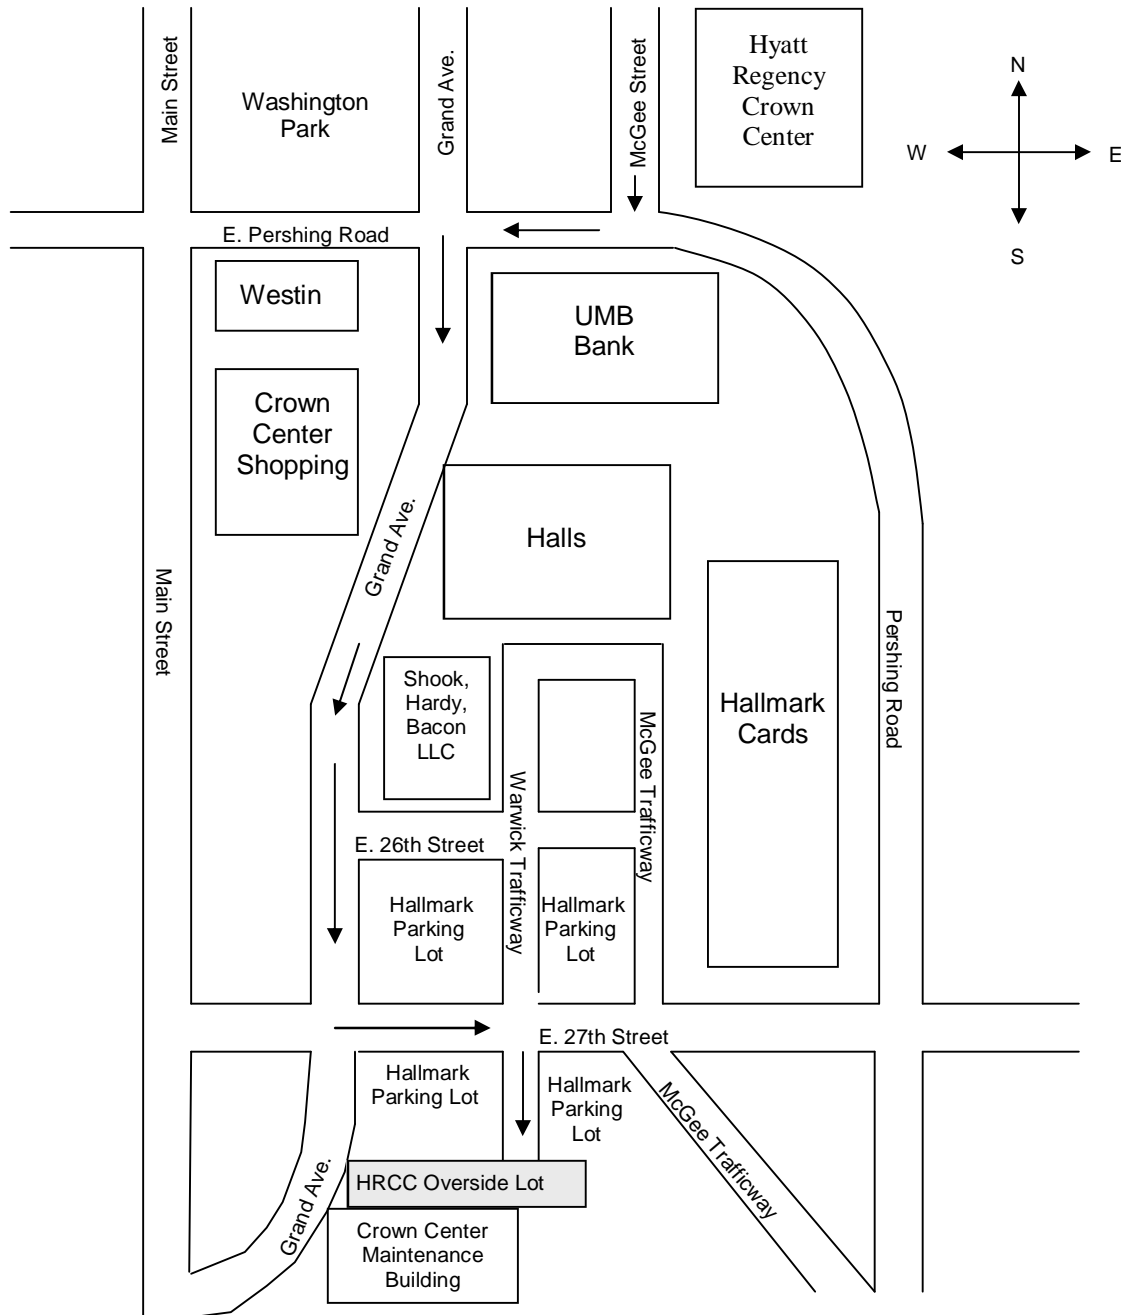 Main Street
Washington
Park
Grand Ave.
McGee Street
Hyatt
Regency
Crown
Center
N
W
E
S
E. Pershing Road
Westin
UMB
Bank
Crown
Center
Shopping
Grand Ave.
Halls
Main Street
Shook,
Hardy,
Bacon
LLC
Warwick Trafficway
McGee Trafficway
Hallmark
Cards
Pershing Road
E. 26th Street
Hallmark
Parking
Lot
Hallmark
Parking
Lot
E. 27th Street
Hallmark
Parking Lot
Hallmark
Parking
Lot
McGee Trafficway
Grand Ave.
HRCC Overside Lot
Crown Center
Maintenance
Building